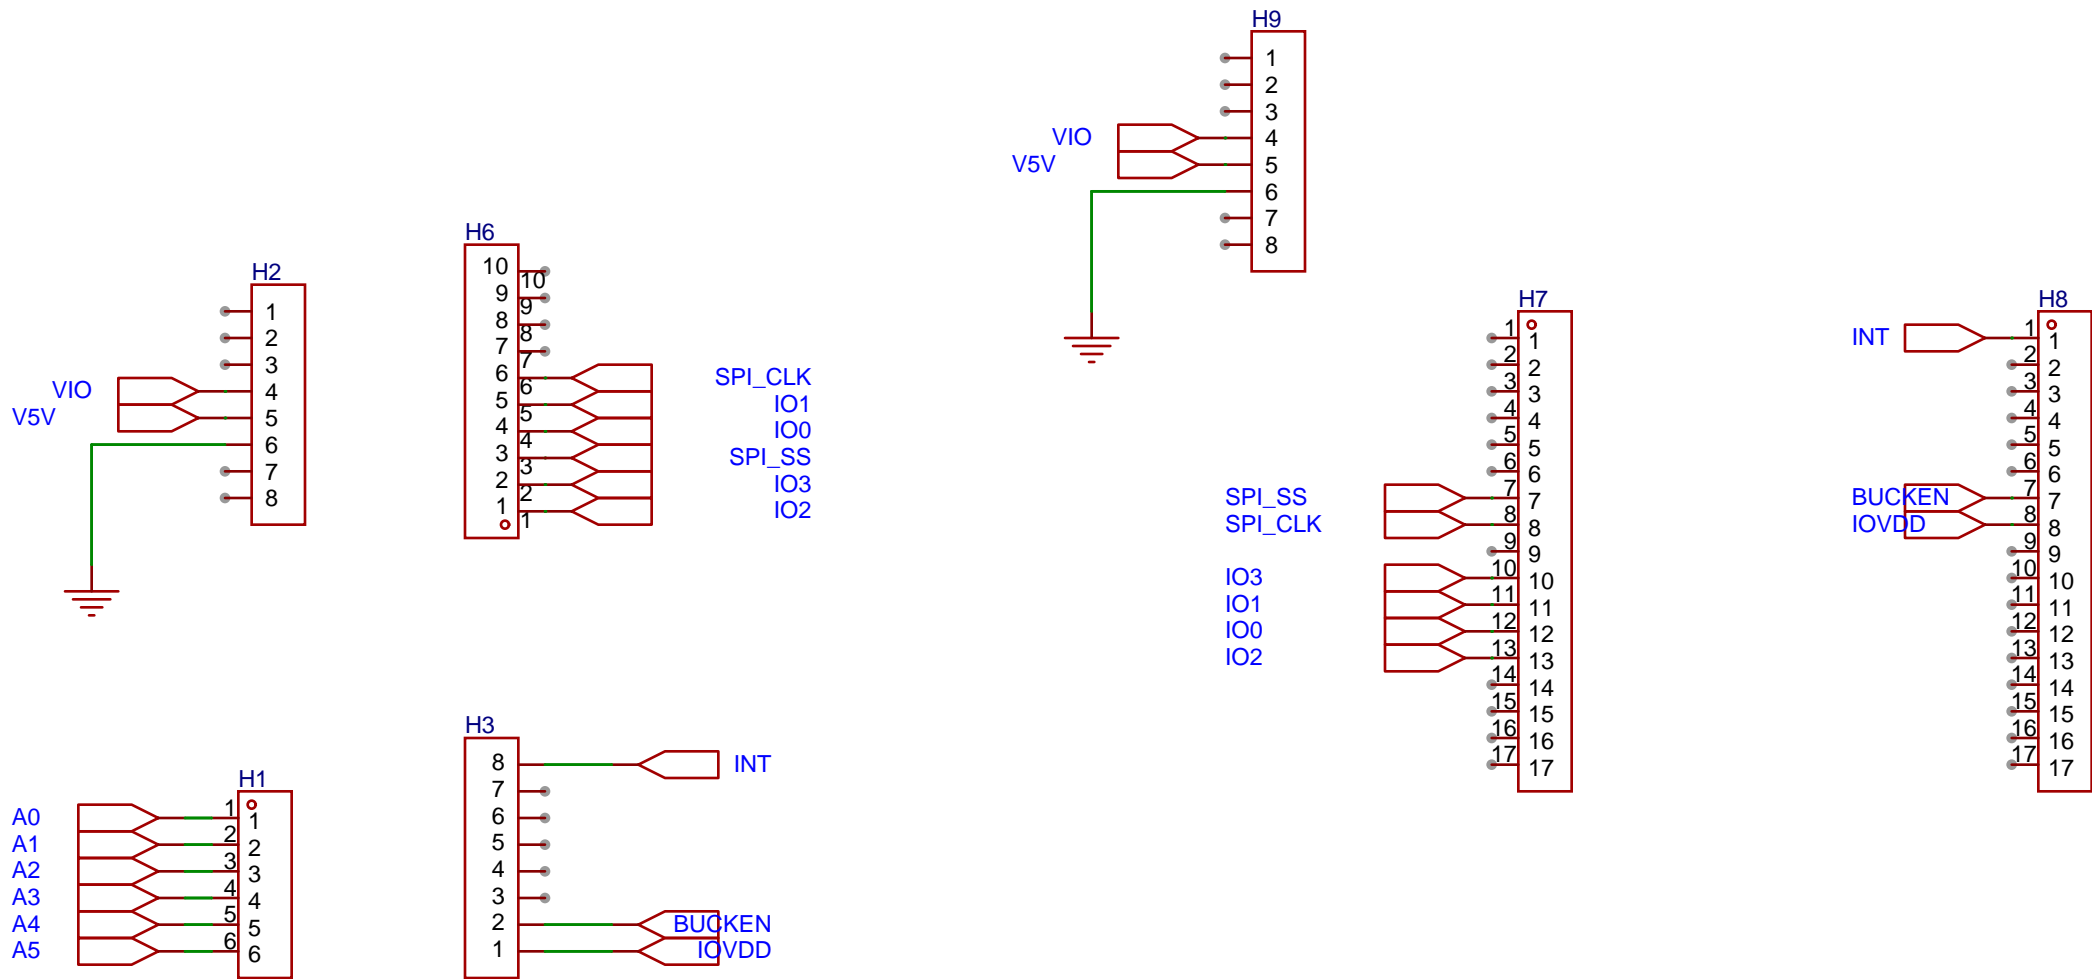 H9
1
2
3
VIO 4
V5V 5
6
7
8
H2
1
2
3
VIO 4
V5V 5
6
7
8
H6
10 10
9 9
8 8
7 7
6 6 SPI_CLK
5 5 IO1
4 4 IO0
3 3 SPI_SS
2 2 IO3
1 1 IO2
H7
1 1
2 2
3 3
4 4
5 5
6 6
SPI_SS 7 7
SPI_CLK 8 8
9 9
IO3 10 10
IO1 11 11
IO0 12 12
IO2 13 13
14 14
15 15
16 16
17 17
H8
INT 1 1
2 2
3 3
4 4
5 5
6 6
BUCKEN 7 7
IOVDD 8 8
9 9
10 10
11 11
12 12
13 13
14 14
15 15
16 16
17 17
H1
A0 1 1
A1 2 2
A2 3 3
A3 4 4
A4 5 5
A5 6 6
H3
8 INT
7
6
5
4
3
2 BUCKEN
1 IOVDD